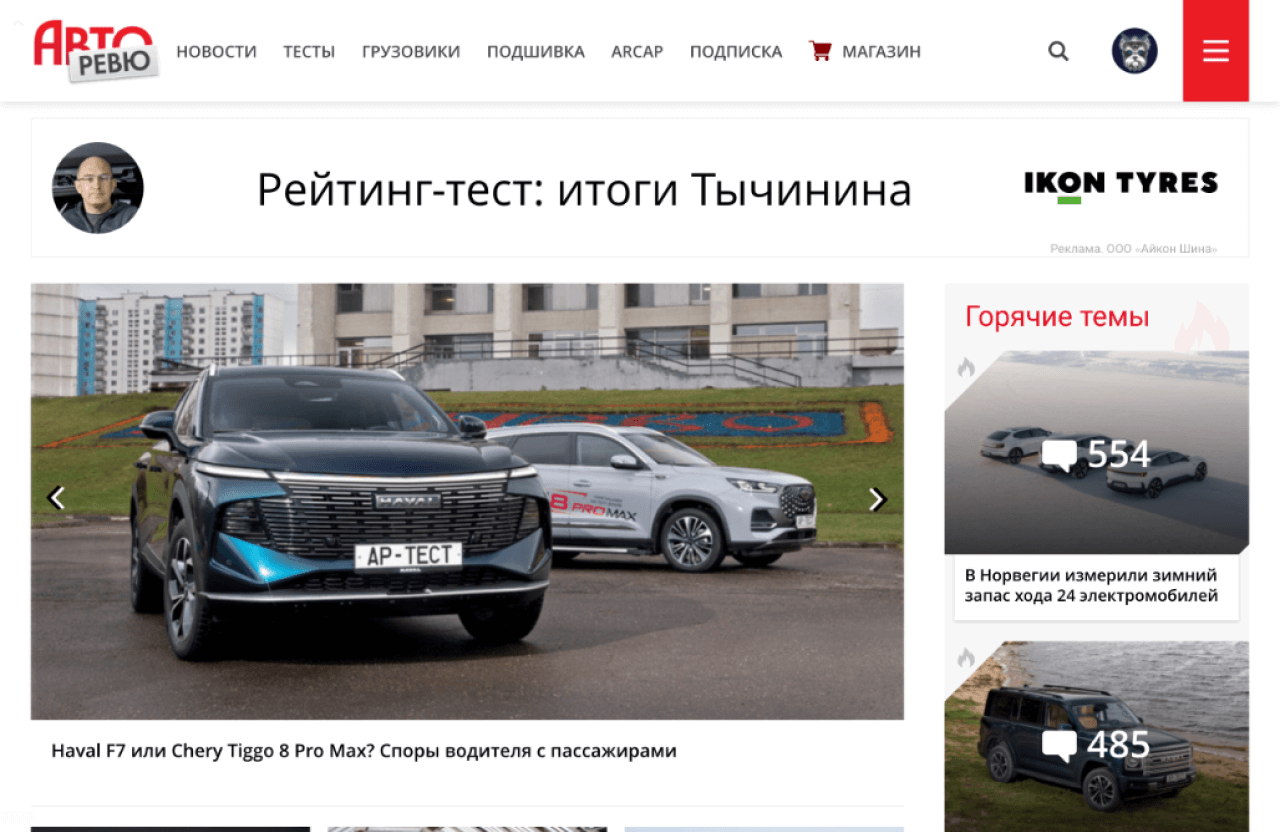 АВТО
РЕВЮ
НОВОСТИ
ТЕСТЫ
ГРУЗОВИКИ
ПОДШИВКА
ARCAP
ПОДПИСКА
МАГАЗИН
Рейтинг-тест: итоги Тычинина
IKON TYRES
Реклама. ООО «Айкон Шина»
HAVAL
АР-ТЕСТ
8 PRO MAX
Haval F7 или Chery Tiggo 8 Pro Max? Споры водителя с пассажирами
Горячие темы
554
В Норвегии измерили зимний
запас хода 24 электромобилей
485